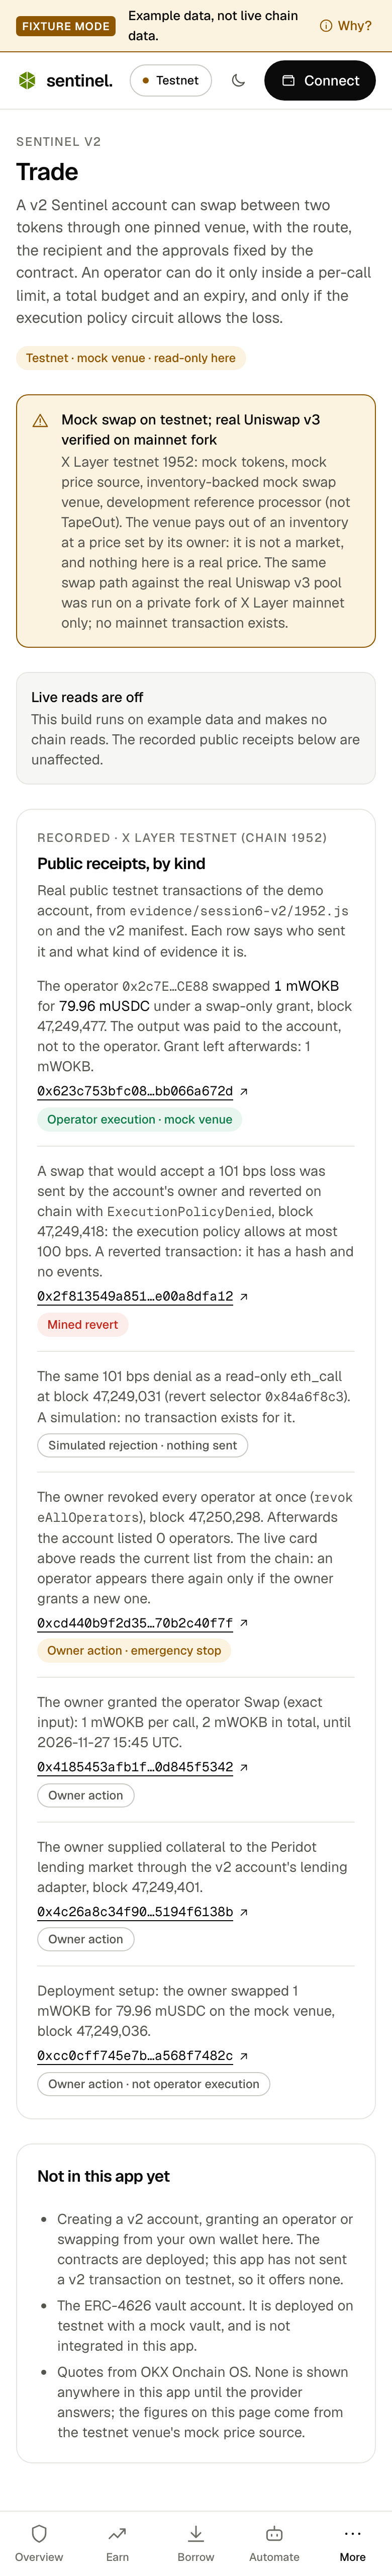 FIXTURE MODE
Example data, not live chain
data.
Why?
sentinel.
Testnet
Connect
SENTINEL V2
Trade
A v2 Sentinel account can swap between two
tokens through one pinned venue, with the route,
the recipient and the approvals fixed by the
contract. An operator can do it only inside a per-call
limit, a total budget and an expiry, and only if the
execution policy circuit allows the loss.
Testnet · mock venue · read-only here
Mock swap on testnet; real Uniswap v3
verified on mainnet fork
X Layer testnet 1952: mock tokens, mock
price source, inventory-backed mock swap
venue, development reference processor (not
TapeOut). The venue pays out of an inventory
at a price set by its owner: it is not a market,
and nothing here is a real price. The same
swap path against the real Uniswap v3 pool
was run on a private fork of X Layer mainnet
only; no mainnet transaction exists.
Live reads are off
This build runs on example data and makes no
chain reads. The recorded public receipts below are
unaffected.
RECORDED · X LAYER TESTNET (CHAIN 1952)
Public receipts, by kind
Real public testnet transactions of the demo
account, from evidence/session6-v2/1952.js
on and the v2 manifest. Each row says who sent
it and what kind of evidence it is.
The operator 0x2c7E…CE88 swapped 1 mWOKB
for 79.96 mUSDC under a swap-only grant, block
47,249,477. The output was paid to the account,
not to the operator. Grant left afterwards: 1
mWOKB.
0x623c753bfc08…bb066a672d ↗
Operator execution · mock venue
A swap that would accept a 101 bps loss was
sent by the account's owner and reverted on
chain with ExecutionPolicyDenied, block
47,249,418: the execution policy allows at most
100 bps. A reverted transaction: it has a hash and
no events.
0x2f813549a851…e00a8dfa12 ↗
Mined revert
The same 101 bps denial as a read-only eth_call
at block 47,249,031 (revert selector 0x84a6f8c3).
A simulation: no transaction exists for it.
Simulated rejection · nothing sent
The owner revoked every operator at once (revok
eAllOperators), block 47,250,298. Afterwards
the account listed 0 operators. The live card
above reads the current list from the chain: an
operator appears there again only if the owner
grants a new one.
0xcd440b9f2d35…70b2c40f7f ↗
Owner action · emergency stop
The owner granted the operator Swap (exact
input): 1 mWOKB per call, 2 mWOKB in total, until
2026-11-27 15:45 UTC.
0x4185453afb1f…0d845f5342 ↗
Owner action
The owner supplied collateral to the Peridot
lending market through the v2 account's lending
adapter, block 47,249,401.
0x4c26a8c34f90…5194f6138b ↗
Owner action
Deployment setup: the owner swapped 1
mWOKB for 79.96 mUSDC on the mock venue,
block 47,249,036.
0xcc0cff745e7b…a568f7482c ↗
Owner action · not operator execution
Not in this app yet
• Creating a v2 account, granting an operator or
swapping from your own wallet here. The
contracts are deployed; this app has not sent
a v2 transaction on testnet, so it offers none.
• The ERC-4626 vault account. It is deployed on
testnet with a mock vault, and is not
integrated in this app.
• Quotes from OKX Onchain OS. None is shown
anywhere in this app until the provider
answers; the figures on this page come from
the testnet venue's mock price source.
Overview
Earn
Borrow
Automate
More